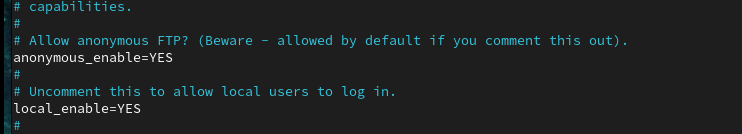 # capabilities.
#
# Allow anonymous FTP? (Beware - allowed by default if you comment this out).
anonymous_enable=YES
#
# Uncomment this to allow local users to log in.
local_enable=YES
#